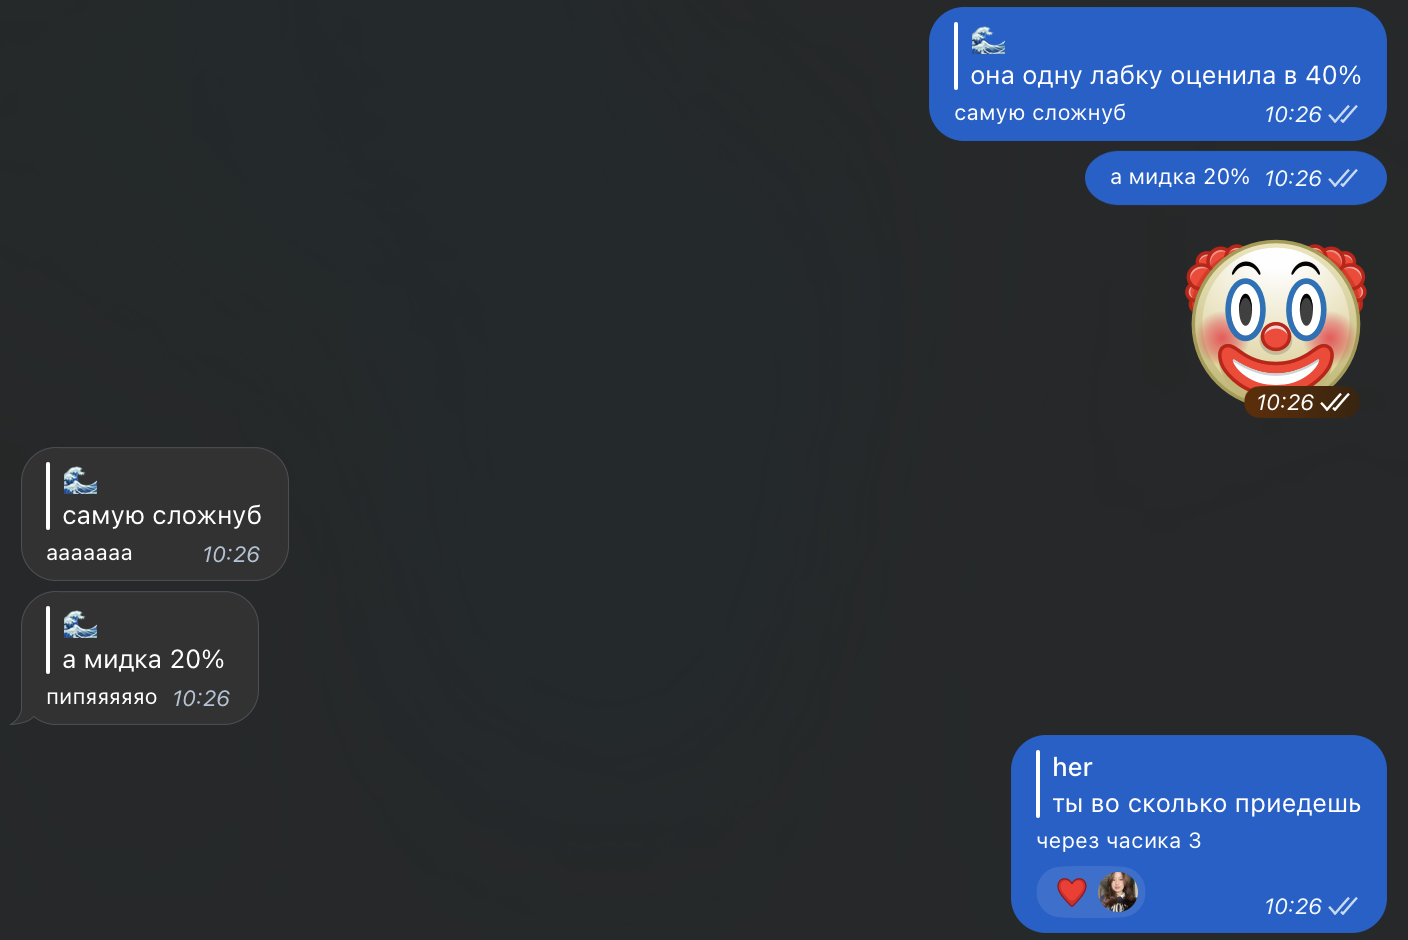 🌊
она одну лабку оценила в 40%
самую сложнуб 10:26
а мидка 20% 10:26
10:26
🌊
самую сложнуб
ааааааа 10:26
🌊
а мидка 20%
пипяяяяяо 10:26
her
ты во сколько приедешь
через часика 3
10:26